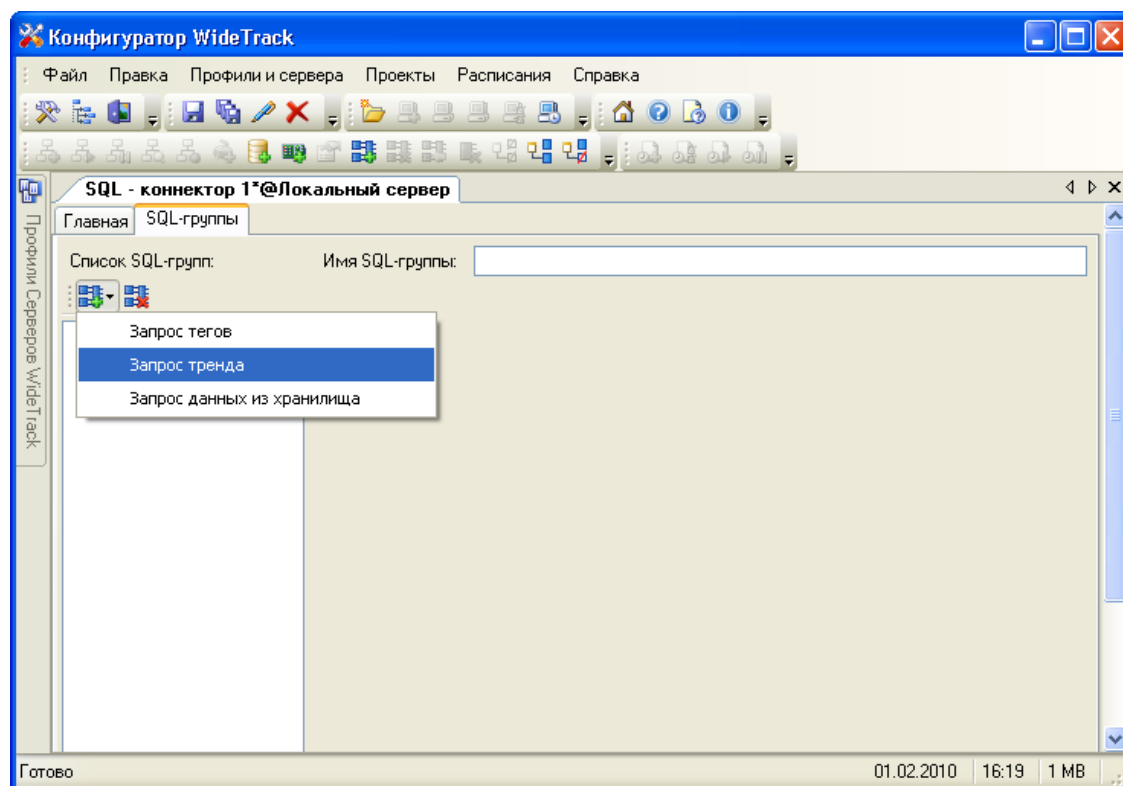 Конфигуратор WideTrack
Файл Правка Профили и сервера Проекты Расписания Справка
SQL - коннектор 1*@Локальный сервер
Профили Серверов WideTrack
Главная SQL-группы
Список SQL-групп: Имя SQL-группы:
Запрос тегов
Запрос тренда
Запрос данных из хранилища
Готово 01.02.2010 16:19 1 MB